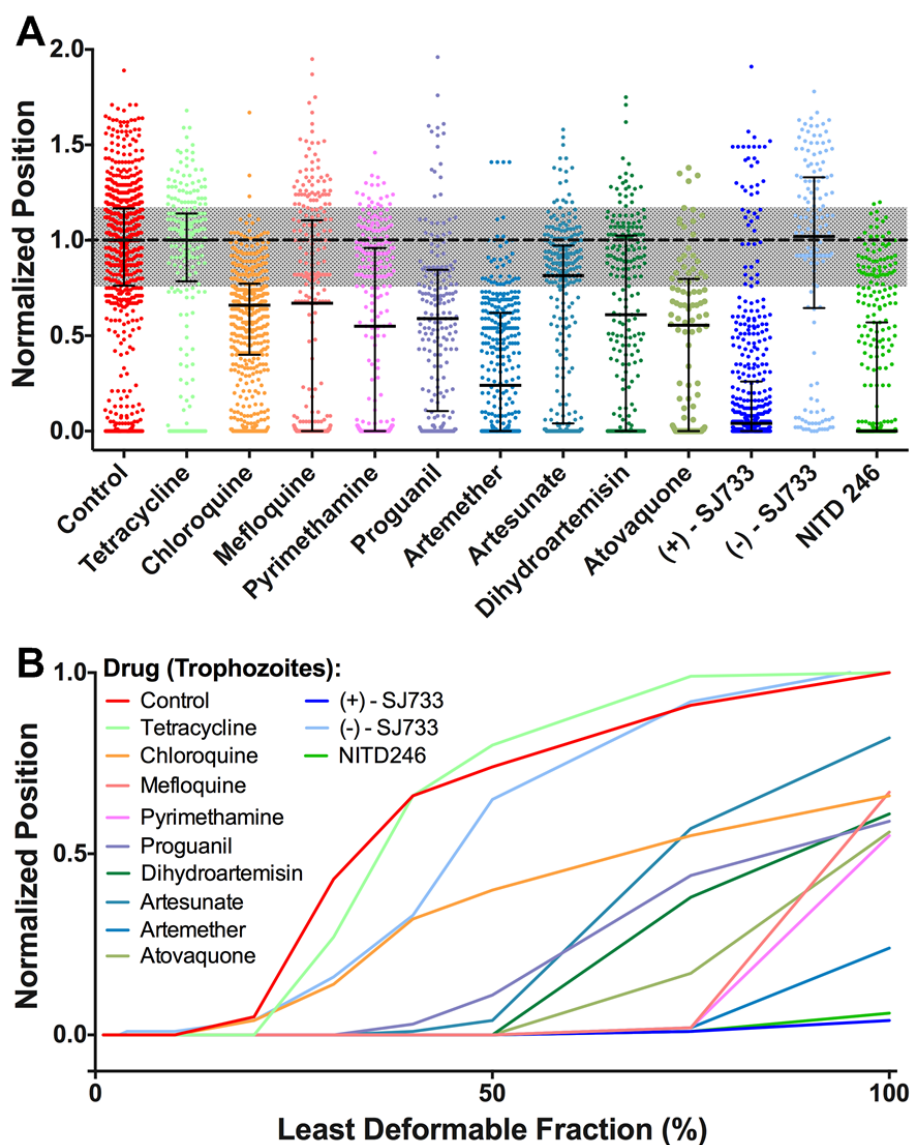 A
Normalized Position
2.0
1.5
1.0
0.5
0.0
Control
Tetracycline
Chloroquine
Mefloquine
Pyrimethamine
Proguanil
Artemether
Artesunate
Dihydroartemisin
Atovaquone
(+) - SJ733
(-) - SJ733
NITD 246
B
Normalized Position
1.0
0.5
0.0
Drug (Trophozoites):
Control
Tetracycline
Chloroquine
Mefloquine
Pyrimethamine
Proguanil
Dihydroartemisin
Artesunate
Artemether
Atovaquone
(+) - SJ733
(-) - SJ733
NITD246
0
50
100
Least Deformable Fraction (%)